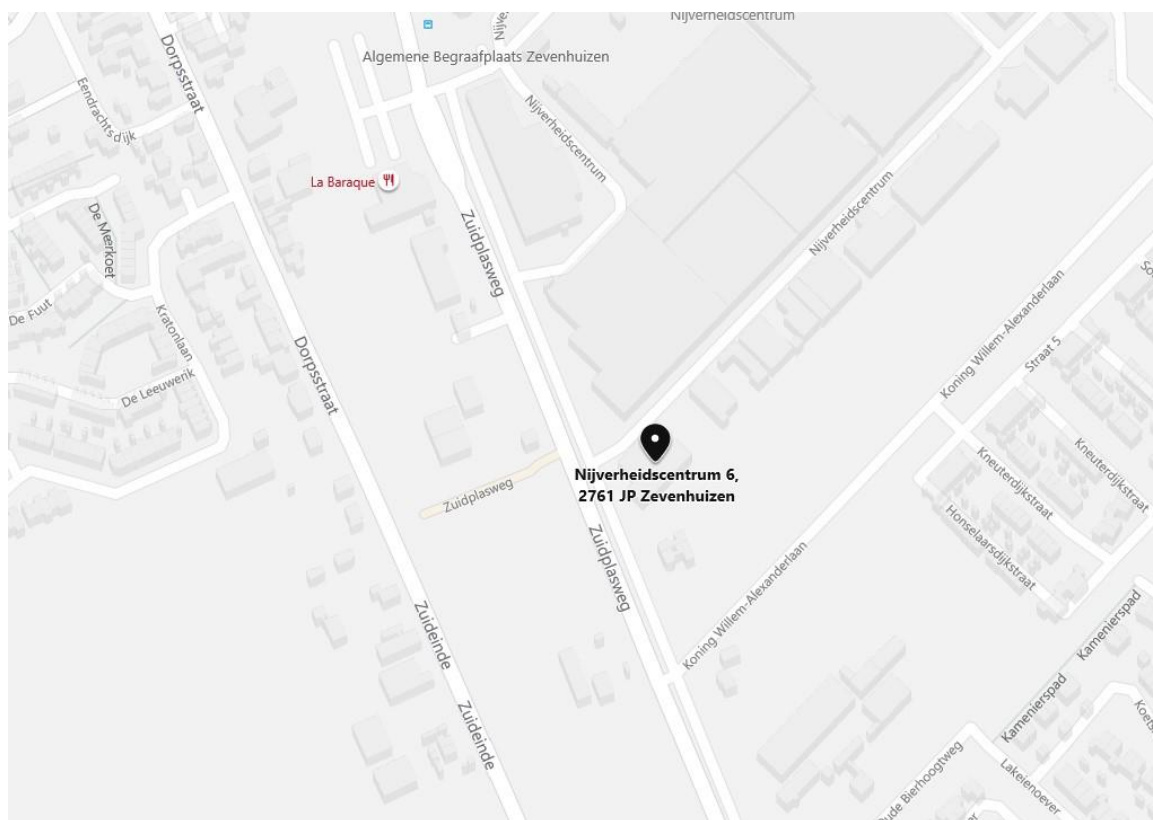 Nijverheidscentrum
Algemene Begraafplaats Zevenhuizen
Dorpsstraat
Eendrachtsdijk
Nijverheidscentrum
La Baraque
De Meerkoet
Zuidplasweg
Nijverheidscentrum
De Fuut
Kratonlaan
Koning Willem-Alexanderlaan
Straat 5
De Leeuwerik
Dorpsstraat
Nijverheidscentrum 6,
2761 JP Zevenhuizen
Zuidplasweg
Kneuterdijkstraat
Kneuterdijkstraat
Honselaarsdijkstraat
Zuidplasweg
Koning Willem-Alexanderlaan
Zuideinde
Kamenierspad
Kamenierspad
Zuideinde
Bierhoogtweg
Lakeienoever